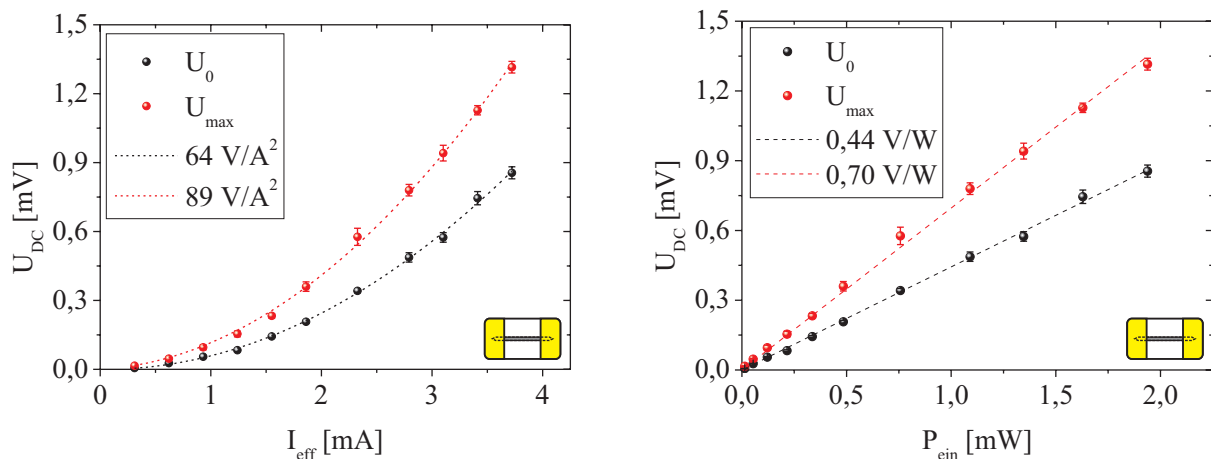 1,5
1,2
0,9
0,6
0,3
0,0
U_DC [mV]
U_0
U_max
64 V/A^2
89 V/A^2
0 1 2 3 4
I_eff [mA]
1,5
1,2
0,9
0,6
0,3
0,0
U_DC [mV]
U_0
U_max
0,44 V/W
0,70 V/W
0,0 0,5 1,0 1,5 2,0
P_ein [mW]